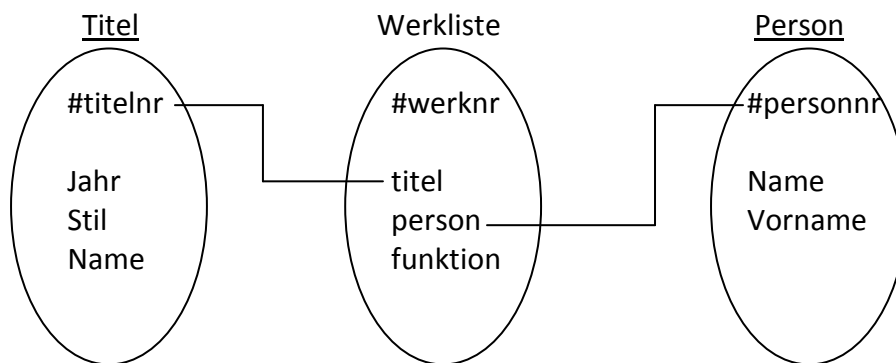 Titel
Werkliste
Person
#titelnr
#werknr
#personnr
Jahr
titel
Name
Stil
person
Vorname
Name
funktion